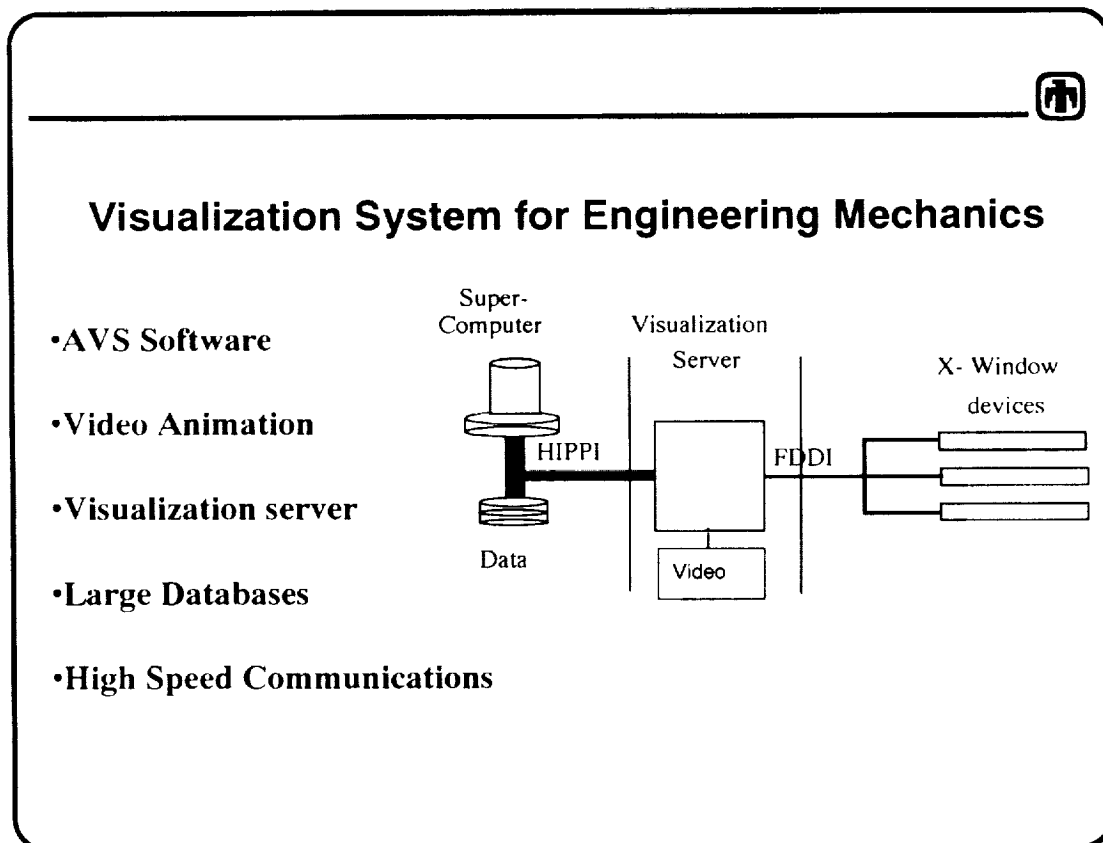 Visualization System for Engineering Mechanics
•AVS Software
•Video Animation
•Visualization server
•Large Databases
•High Speed Communications
Super-
Computer
HIPPI
Data
Visualization
Server
Video
FDDI
X- Window
devices